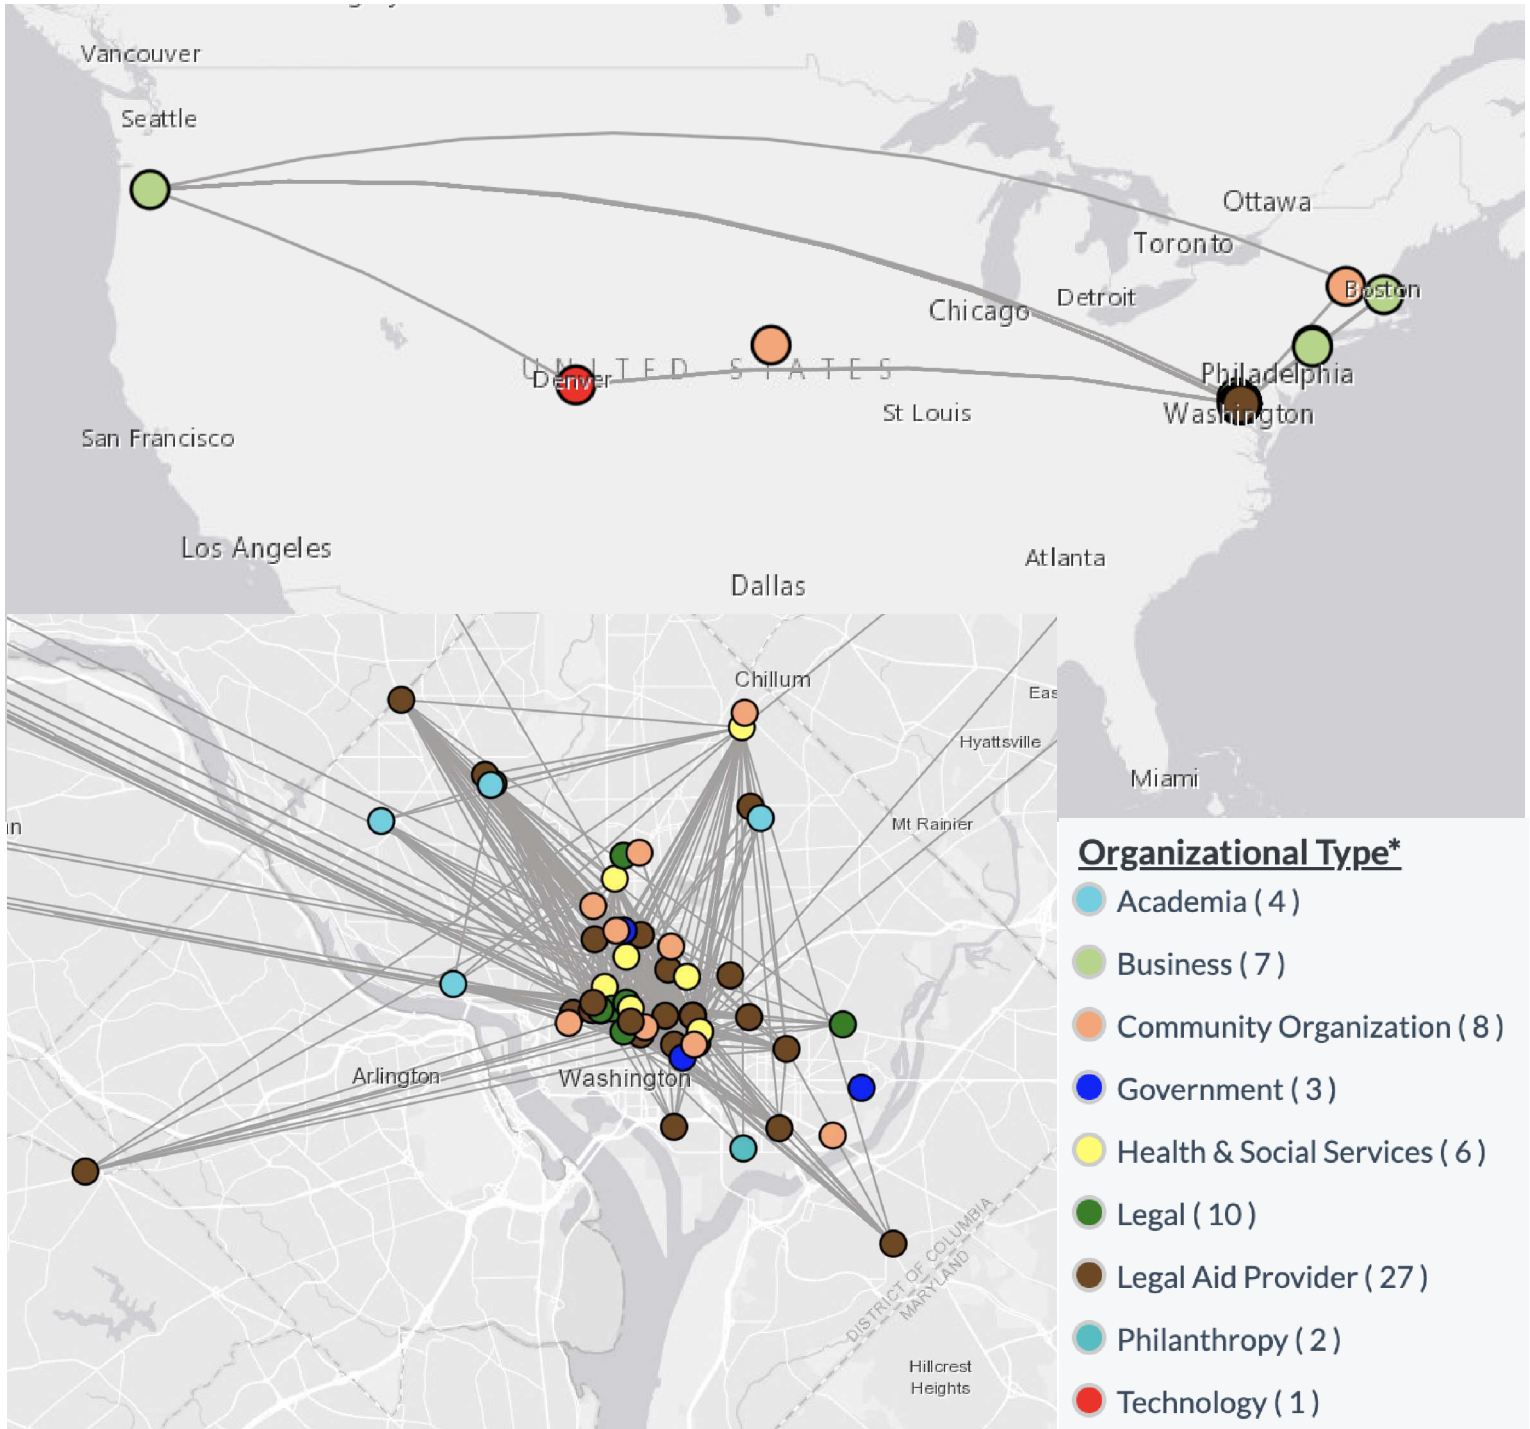 Vancouver
Seattle
Ottawa
Toronto
Boston
Detroit
Chicago
UNITED STATES
Denver
Philadelphia
St Louis
Washington
San Francisco
Los Angeles
Atlanta
Dallas
Miami
Chillum
Eas
Hyattsville
Mt Rainier
n
Arlington
Washington
DISTRICT OF COLUMBIA
MARYLAND
Hillcrest
Heights
Organizational Type*
Academia ( 4 )
Business ( 7 )
Community Organization ( 8 )
Government ( 3 )
Health & Social Services ( 6 )
Legal ( 10 )
Legal Aid Provider ( 27 )
Philanthropy ( 2 )
Technology ( 1 )